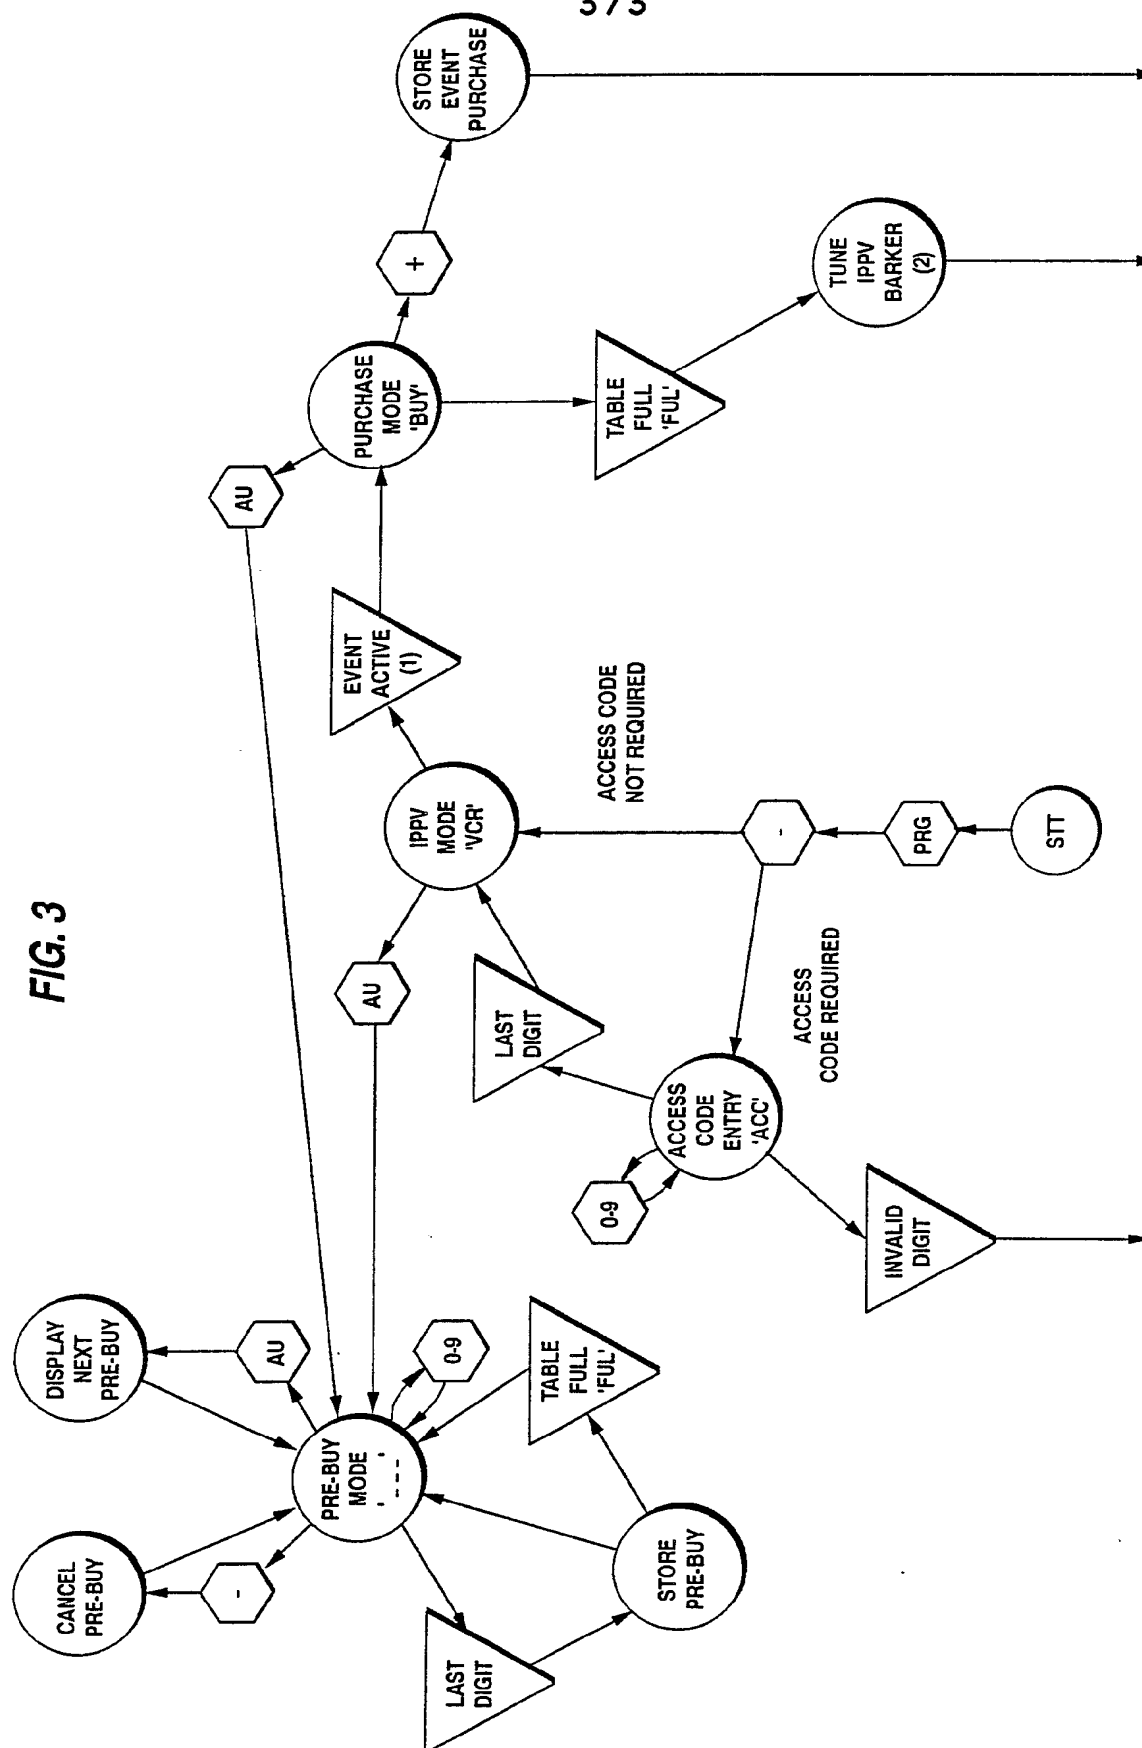 3/3
FIG. 3
CANCEL
PRE-BUY
DISPLAY
NEXT
PRE-BUY
-
AU
PRE-BUY
MODE
'---'
0-9
LAST
DIGIT
STORE
PRE-BUY
TABLE
FULL
'FUL'
AU
AU
IPPV
MODE
'VCR'
EVENT
ACTIVE
(1)
PURCHASE
MODE
'BUY'
+
STORE
EVENT
PURCHASE
TABLE
FULL
'FUL'
TUNE
IPPV
BARKER
(2)
LAST
DIGIT
ACCESS CODE
NOT REQUIRED
0-9
ACCESS
CODE
ENTRY
'ACC'
-
PRG
STT
ACCESS
CODE REQUIRED
INVALID
DIGIT